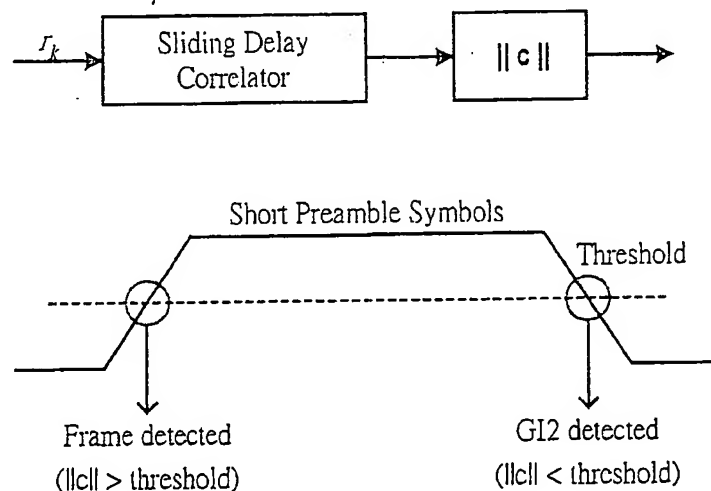 r_k
Sliding Delay
Correlator
|| c ||
Short Preamble Symbols
Threshold
Frame detected
(||c|| > threshold)
GI2 detected
(||c|| < threshold)